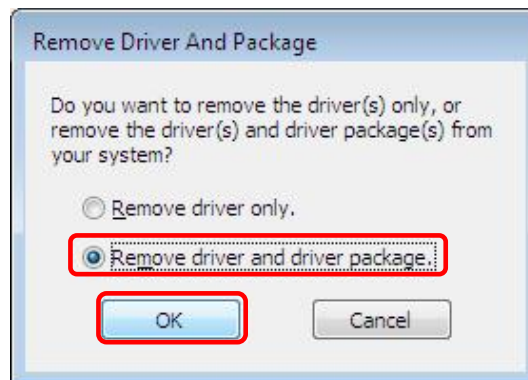 Remove Driver And Package
Do you want to remove the driver(s) only, or
remove the driver(s) and driver package(s) from
your system?
Remove driver only.
Remove driver and driver package.
OK Cancel